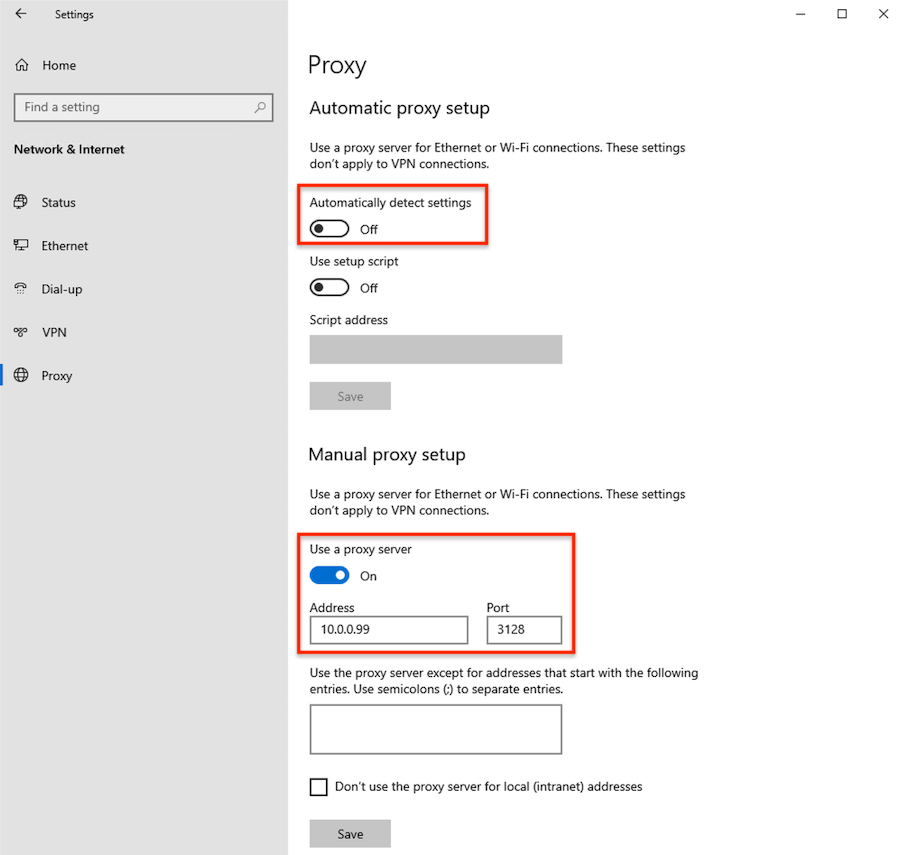 Settings
Home
Find a setting
Network & Internet
Status
Ethernet
Dial-up
VPN
Proxy
Proxy
Automatic proxy setup
Use a proxy server for Ethernet or Wi-Fi connections. These settings
don't apply to VPN connections.
Automatically detect settings
Off
Use setup script
Off
Script address
Save
Manual proxy setup
Use a proxy server for Ethernet or Wi-Fi connections. These settings
don't apply to VPN connections.
Use a proxy server
On
Address Port
10.0.0.99 3128
Use the proxy server except for addresses that start with the following
entries. Use semicolons (;) to separate entries.
Don't use the proxy server for local (intranet) addresses
Save